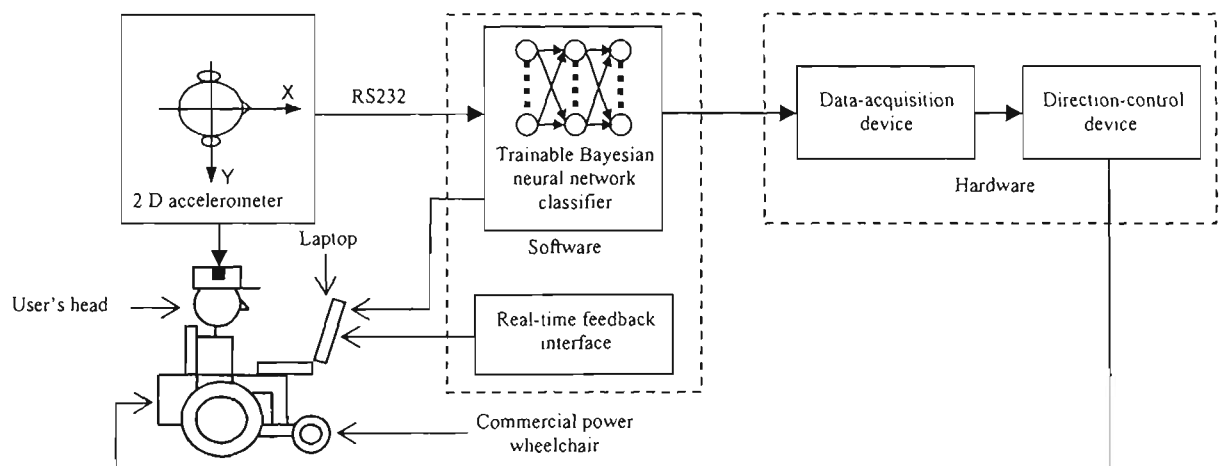 X
Y
2 D accelerometer
RS232
Trainable Bayesian
neural network
classifier
Software
Data-acquisition
device
Direction-control
device
Hardware
Laptop
User's head
Real-time feedback
interface
Commercial power
wheelchair